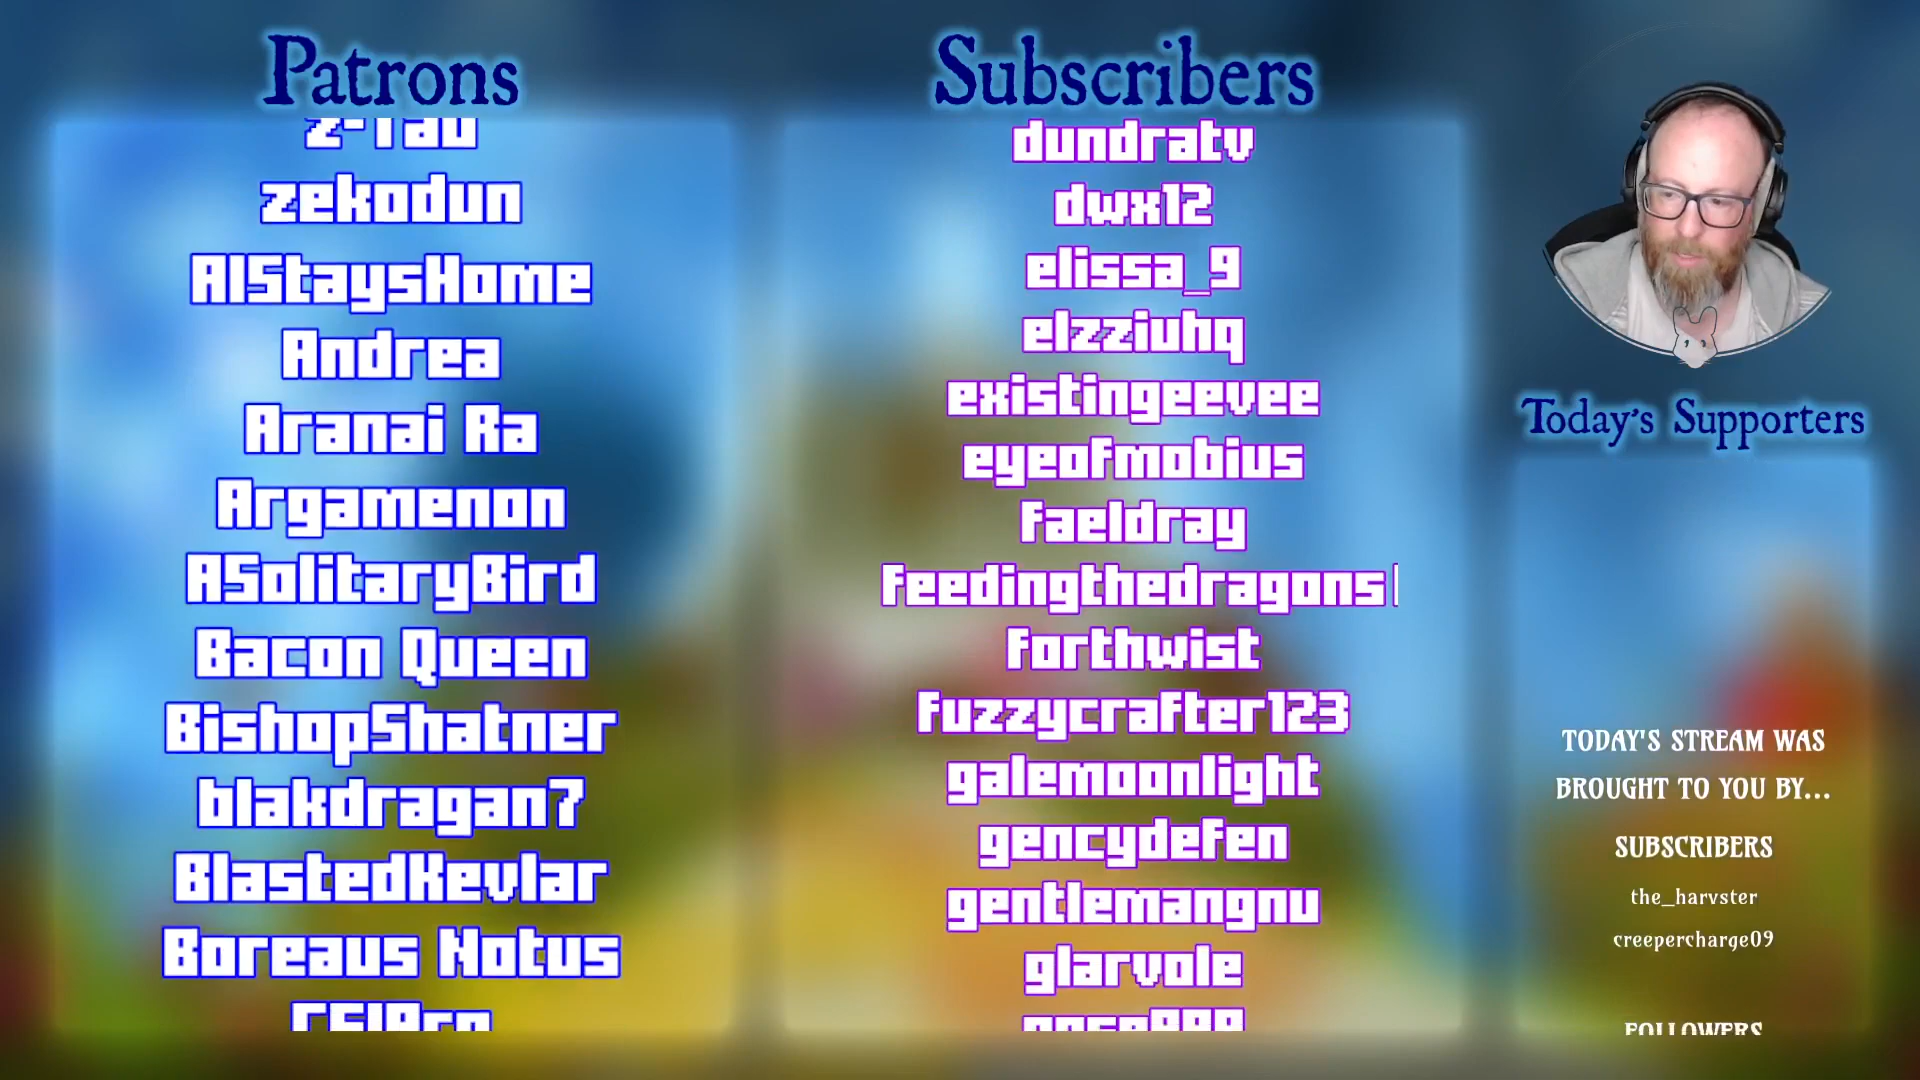 Patrons
zekodun
AlStaysHome
Andrea
Aranai Ra
Argamenon
ASolitaryBird
Bacon Queen
BishopShatner
blakdragan7
BlastedKevlar
Boreaus Notus
Subscribers
dundratv
dwx12
elissa_9
elzziuhq
existingeevee
eyeofmobius
faeldray
forthwist
fuzzycrafter123
galemoonlight
gencydefen
gentlemangnu
glarvole
Today's Supporters
TODAY'S STREAM WAS
BROUGHT TO YOU BY...
SUBSCRIBERS
the_harvster
creepercharge09
FOLLOWERS